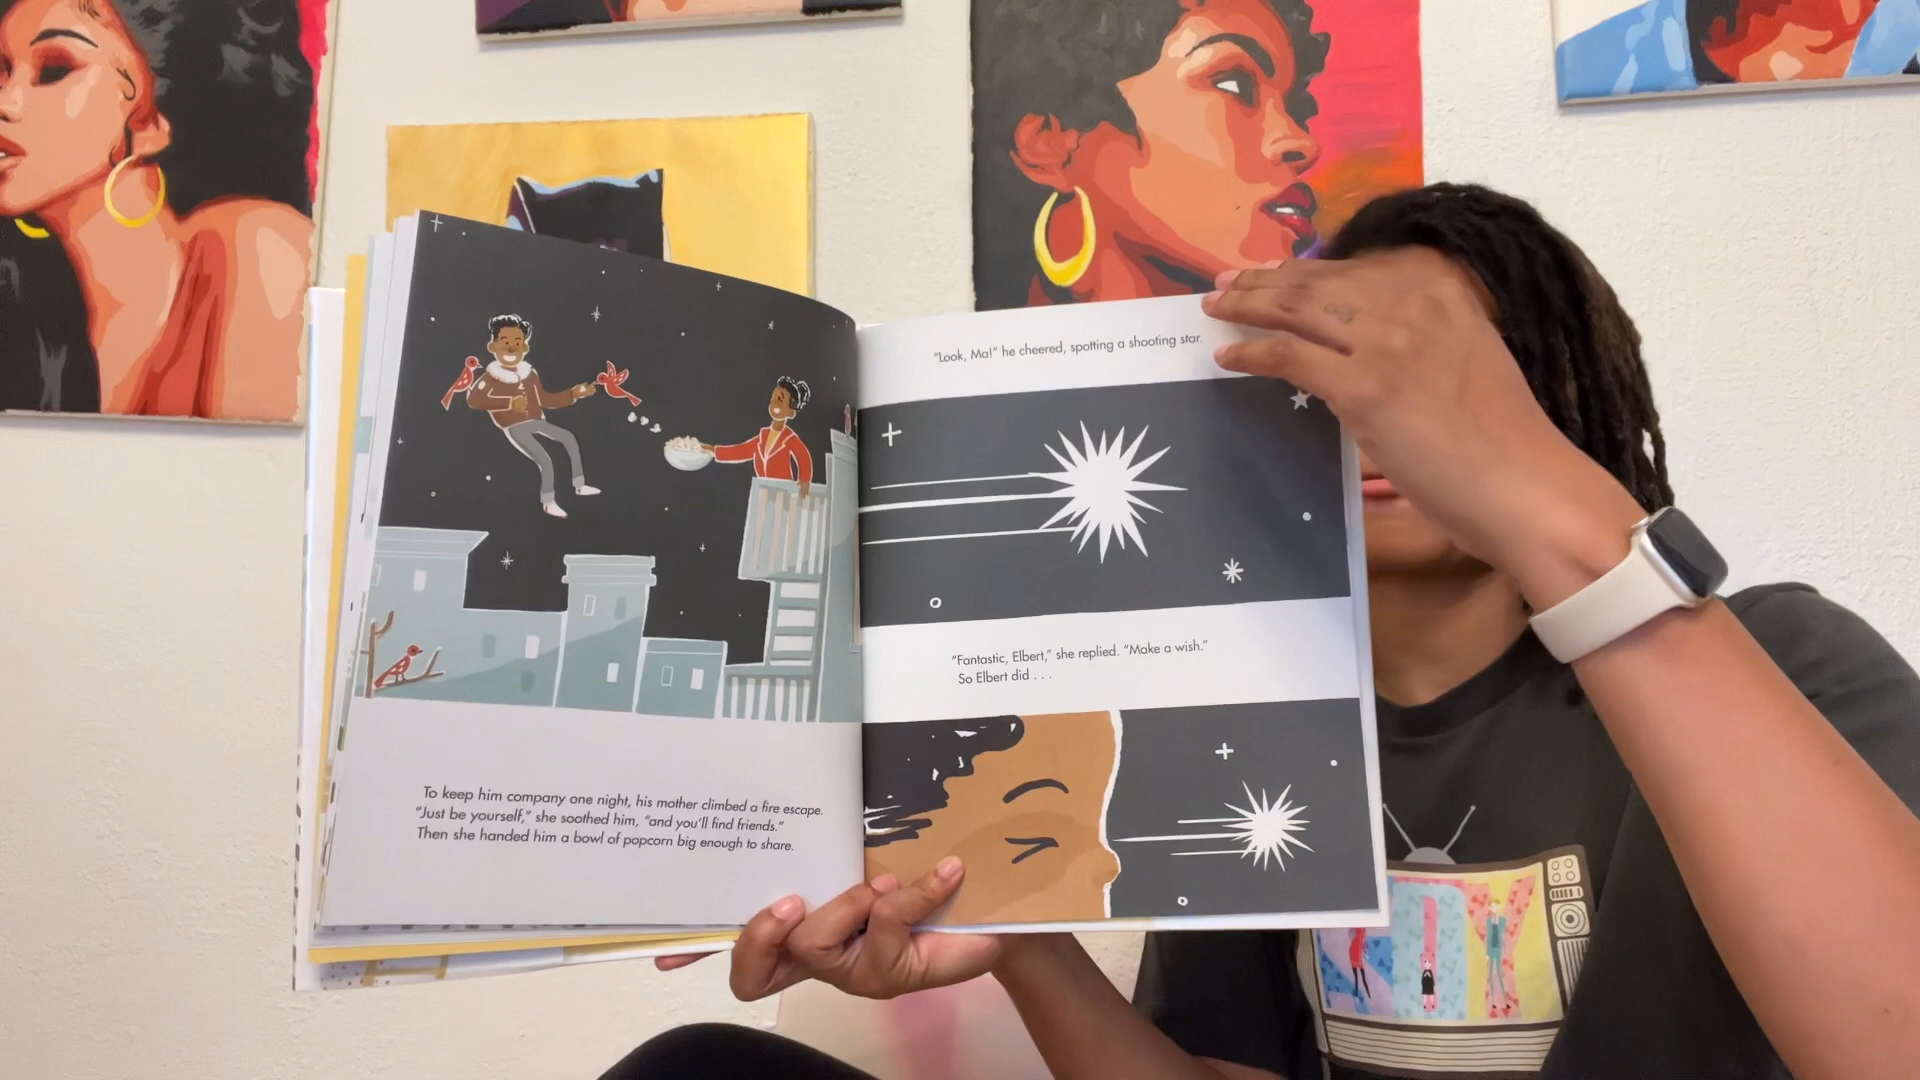 To keep him company one night, his mother climbed a fire escape.
"Just be yourself," she soothed him, "and you'll find friends."
Then she handed him a bowl of popcorn big enough to share.
"Look, Ma!" he cheered, spotting a shooting star.
"Fantastic, Elbert," she replied. "Make a wish."
So Elbert did . . .